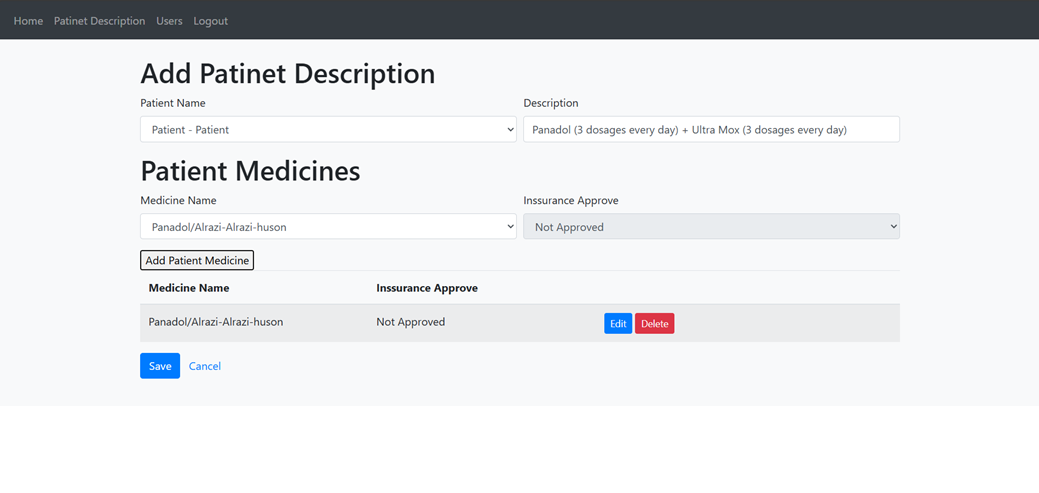 Home Patinet Description Users Logout
Add Patinet Description
Patient Name Description
Patient - Patient Panadol (3 dosages every day) + Ultra Mox (3 dosages every day)
Patient Medicines
Medicine Name Inssurance Approve
Panadol/Alrazi-Alrazi-huson Not Approved
Add Patient Medicine
Medicine Name Inssurance Approve
Panadol/Alrazi-Alrazi-huson Not Approved Edit Delete
Save Cancel